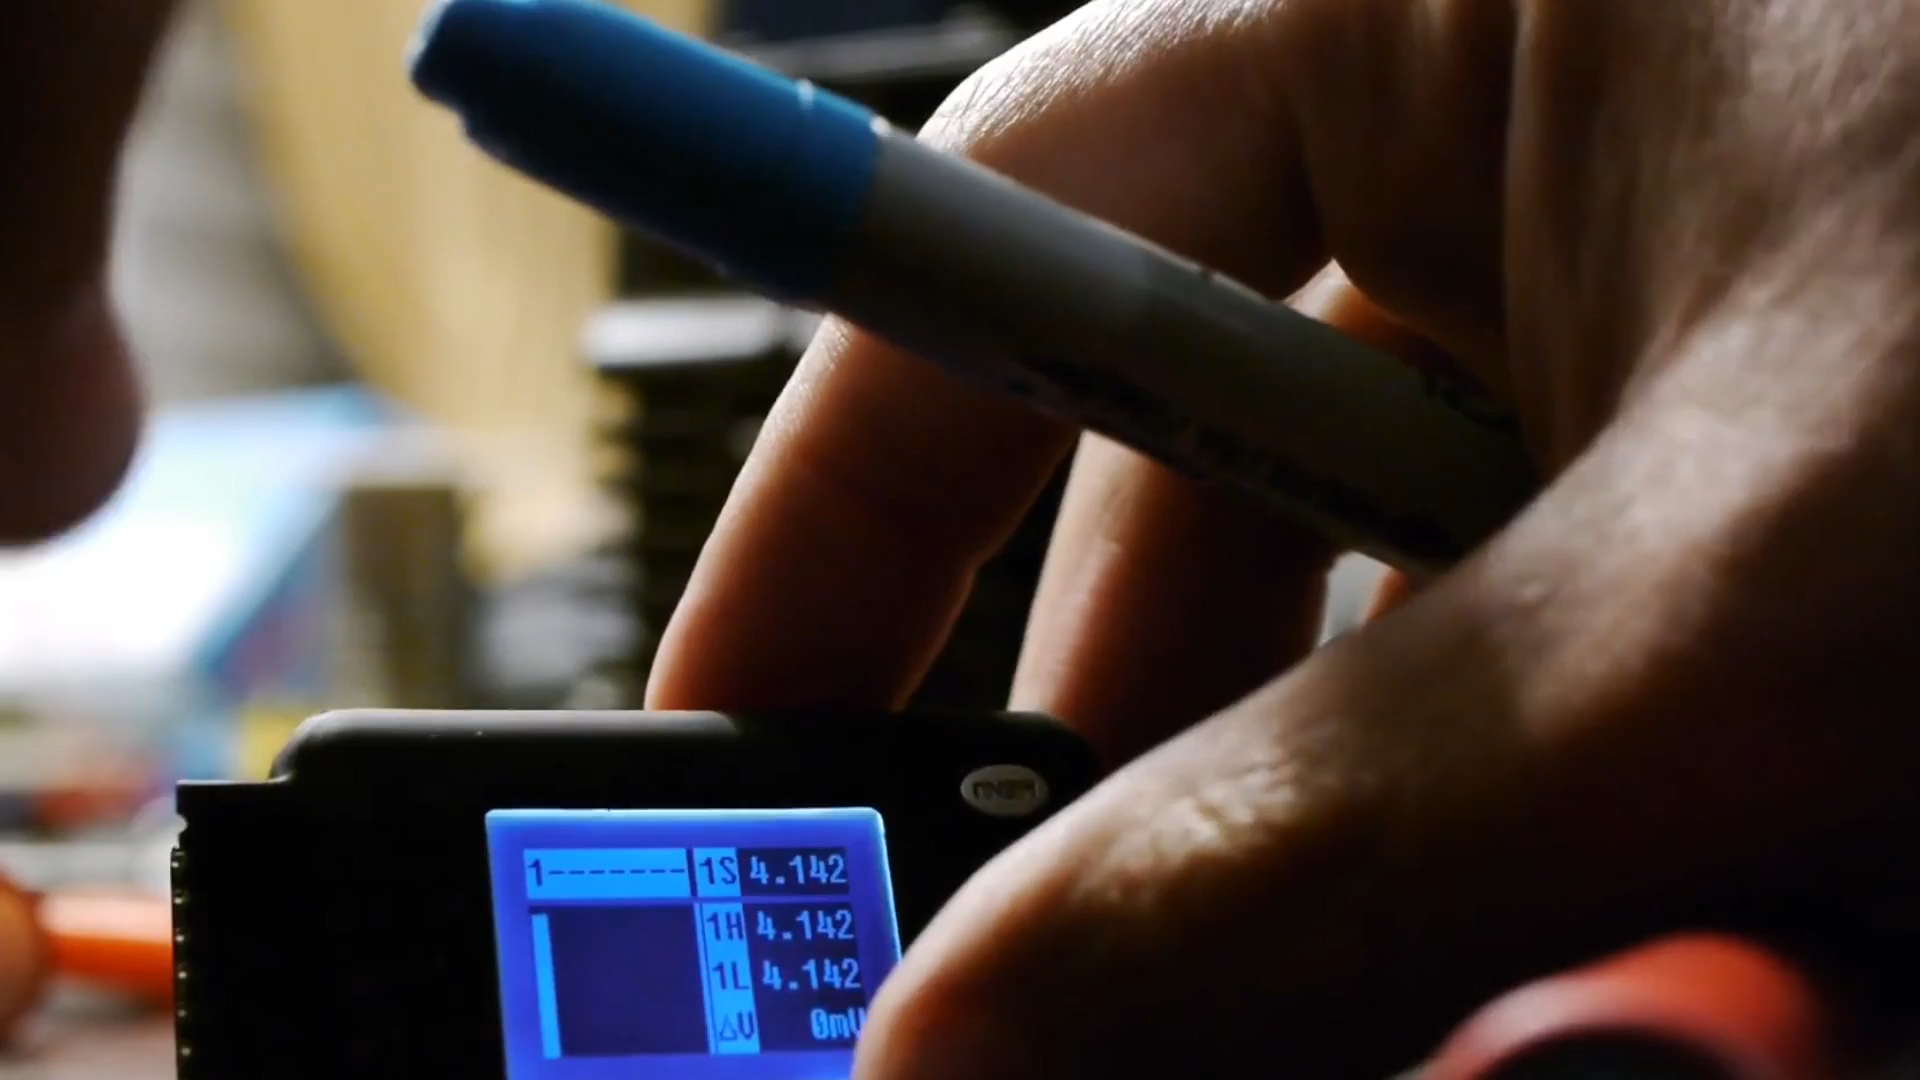 1------- 1S 4.142
1H 4.142
1L 4.142
ΔV 0mV